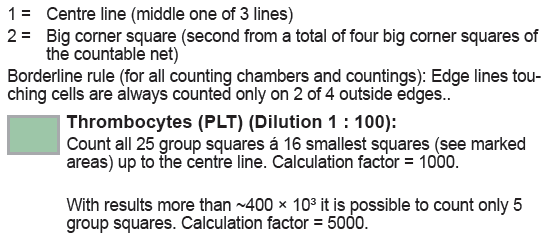 1 = Centre line (middle one of 3 lines)
2 = Big corner square (second from a total of four big corner squares of
the countable net)
Borderline rule (for all counting chambers and countings): Edge lines tou-
ching cells are always counted only on 2 of 4 outside edges..
Thrombocytes (PLT) (Dilution 1 : 100):
Count all 25 group squares á 16 smallest squares (see marked
areas) up to the centre line. Calculation factor = 1000.
With results more than ~400 × 10³ it is possible to count only 5
group squares. Calculation factor = 5000.